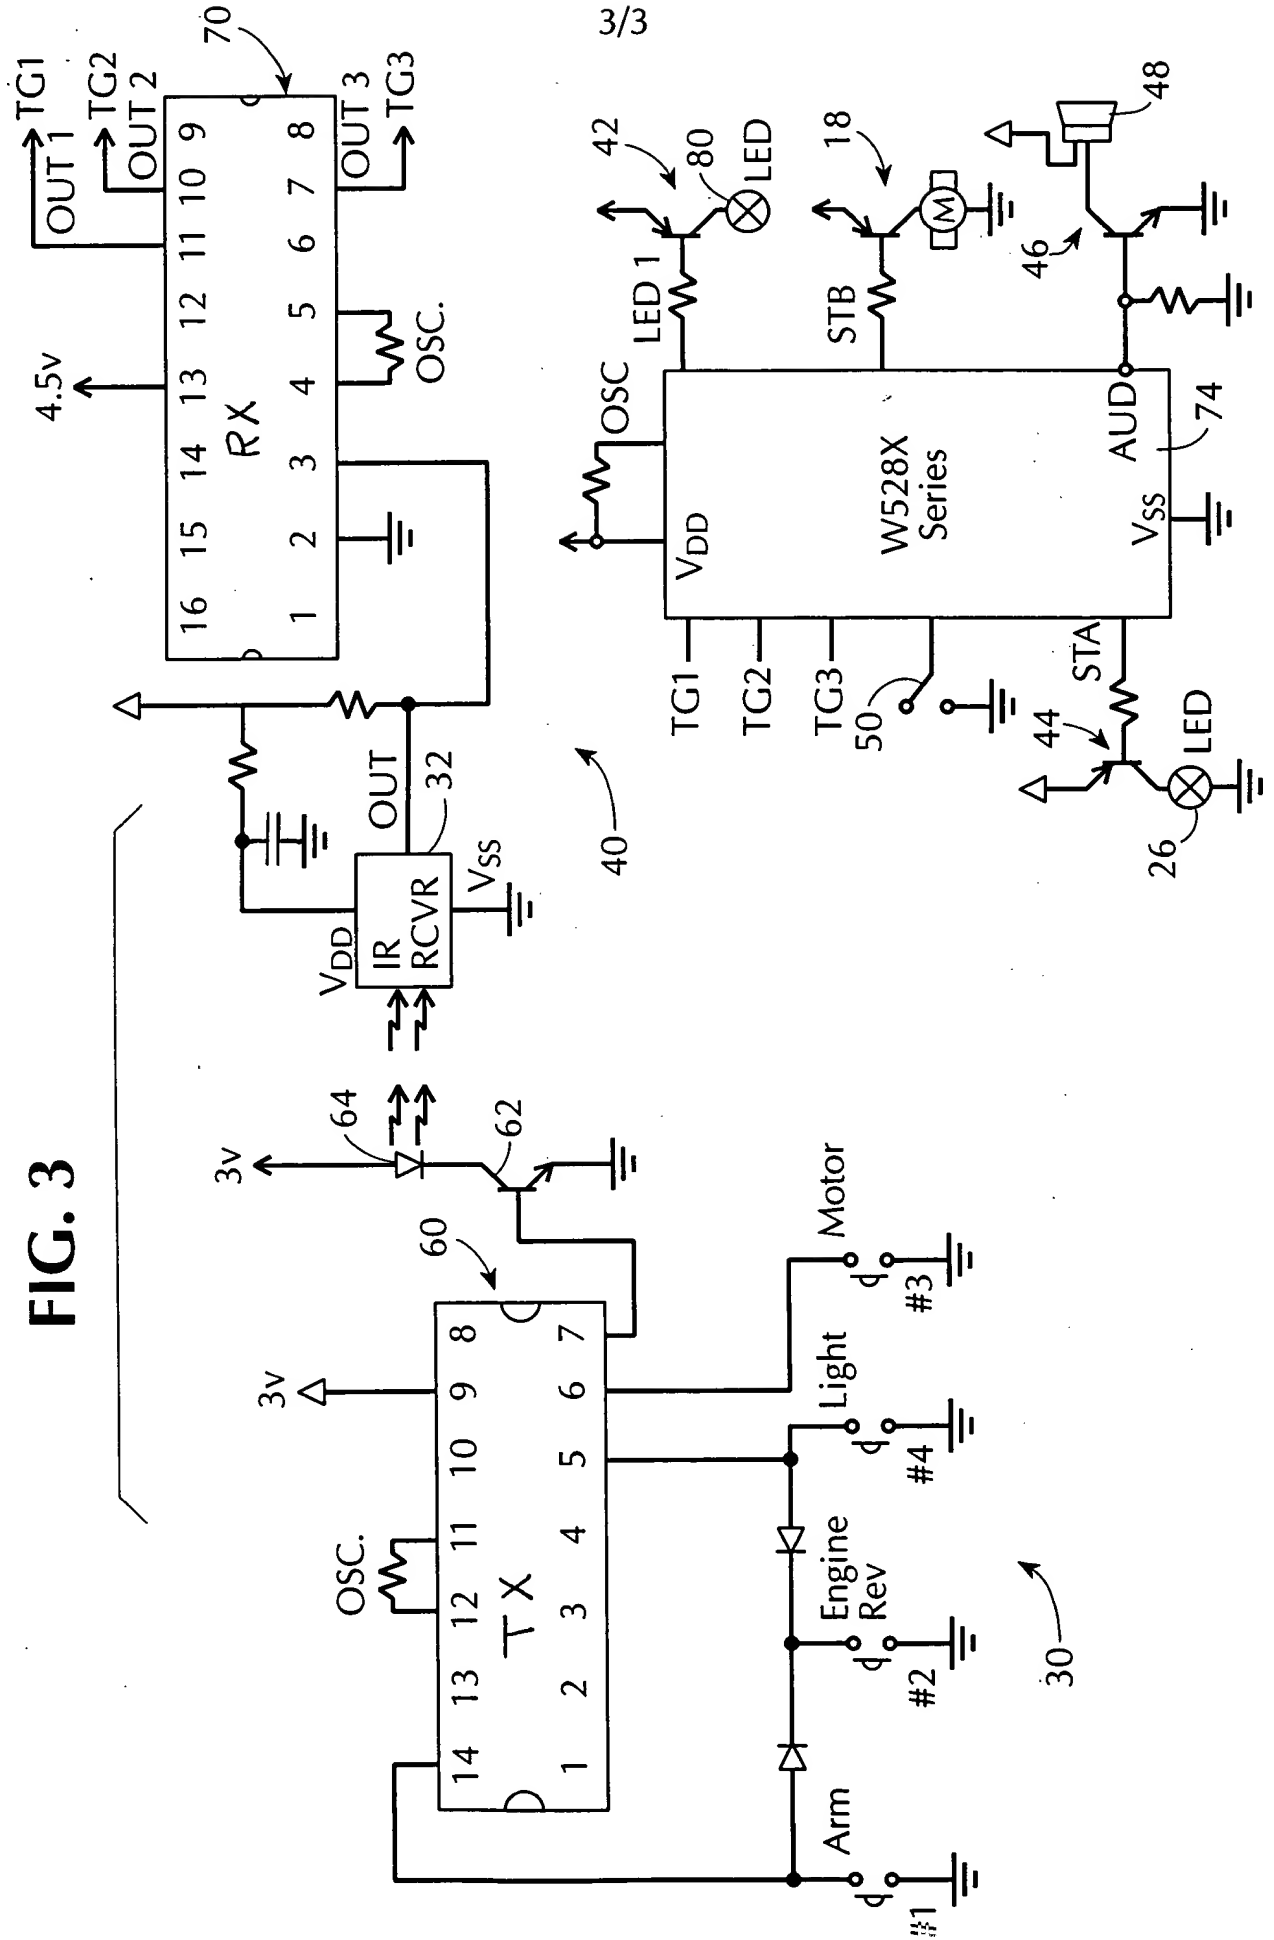 3/3
FIG. 3
TX
14 13 12 11 10 9 8
1 2 3 4 5 6 7
OSC.
3v
60
3v
64
62
Arm
#1
Engine
Rev
#2
Light
#4
Motor
#3
30
IR
RCVR
VDD
VSS
OUT
32
40
RX
16 15 14 13 12 11 10 9
1 2 3 4 5 6 7 8
4.5v
OSC.
OUT 1
TG1
OUT 2
TG2
OUT 3
TG3
70
W528X
Series
VDD
OSC
TG1
TG2
TG3
50
STA
44
LED
26
VSS
AUD
74
LED 1
42
80
LED
STB
18
M
46
48